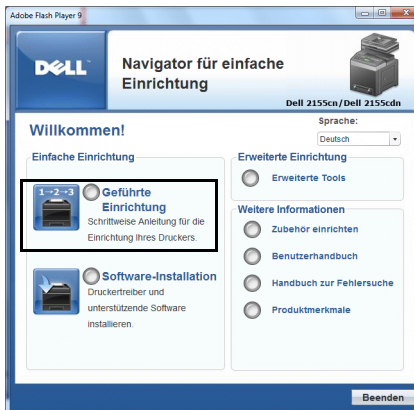 Adobe Flash Player 9
DELL
Navigator für einfache
Einrichtung
Dell 2155cn/Dell 2155cdn
Willkommen!
Sprache:
Deutsch
Einfache Einrichtung
1→2→3
Geführte
Einrichtung
Schrittweise Anleitung für die
Einrichtung Ihres Druckers.
Software-Installation
Druckertreiber und
unterstützende Software
installieren.
Erweiterte Einrichtung
Erweiterte Tools
Weitere Informationen
Zubehör einrichten
Benutzerhandbuch
Handbuch zur Fehlersuche
Produktmerkmale
Beenden